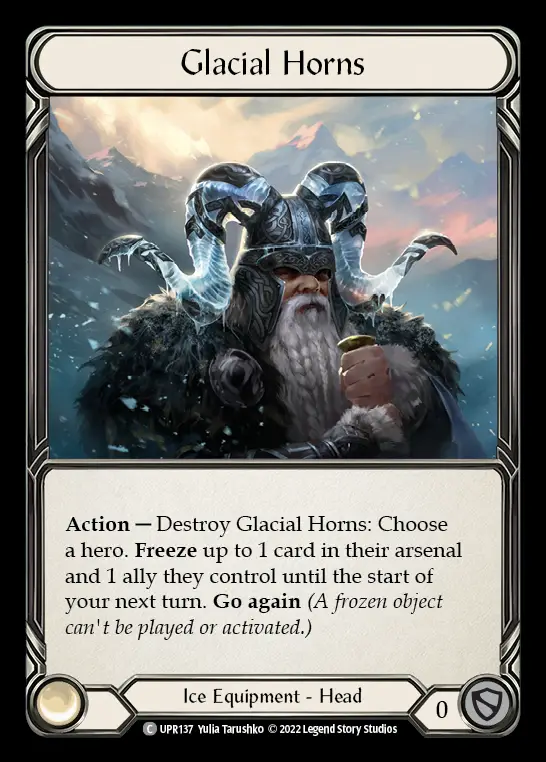 Glacial Horns
Action — Destroy Glacial Horns: Choose
a hero. Freeze up to 1 card in their arsenal
and 1 ally they control until the start of
your next turn. Go again (A frozen object
can't be played or activated.)
Ice Equipment - Head
0
C UPR137 Yulia Tarushko © 2022 Legend Story Studios